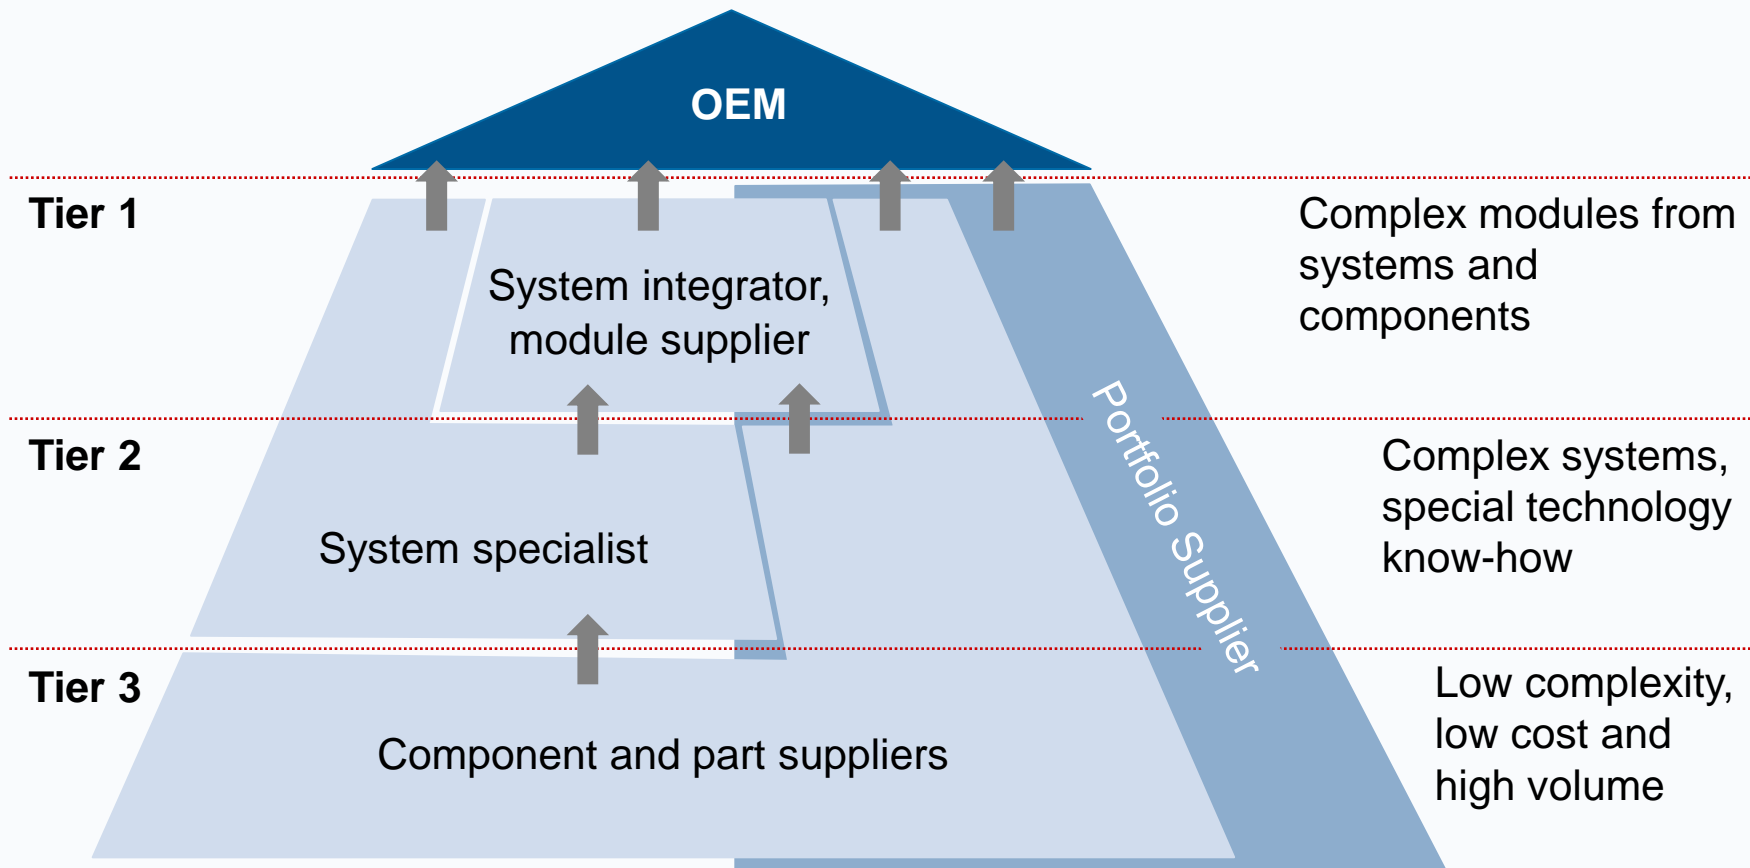 OEM
Tier 1
System integrator,
module supplier
Complex modules from
systems and
components
Tier 2
System specialist
Complex systems,
special technology
know-how
Portfolio Supplier
Tier 3
Component and part suppliers
Low complexity,
low cost and
high volume